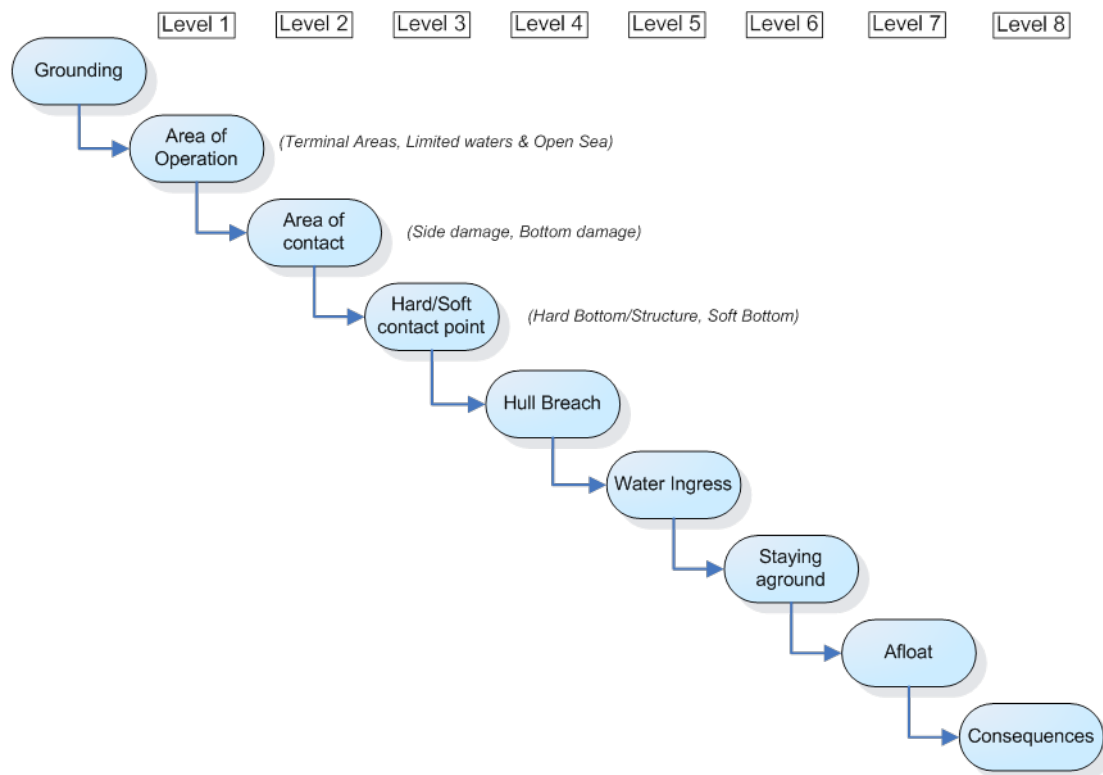 Level 1
Level 2
Level 3
Level 4
Level 5
Level 6
Level 7
Level 8
Grounding
Area of
Operation
(Terminal Areas, Limited waters & Open Sea)
Area of
contact
(Side damage, Bottom damage)
Hard/Soft
contact point
(Hard Bottom/Structure, Soft Bottom)
Hull Breach
Water Ingress
Staying
aground
Afloat
Consequences